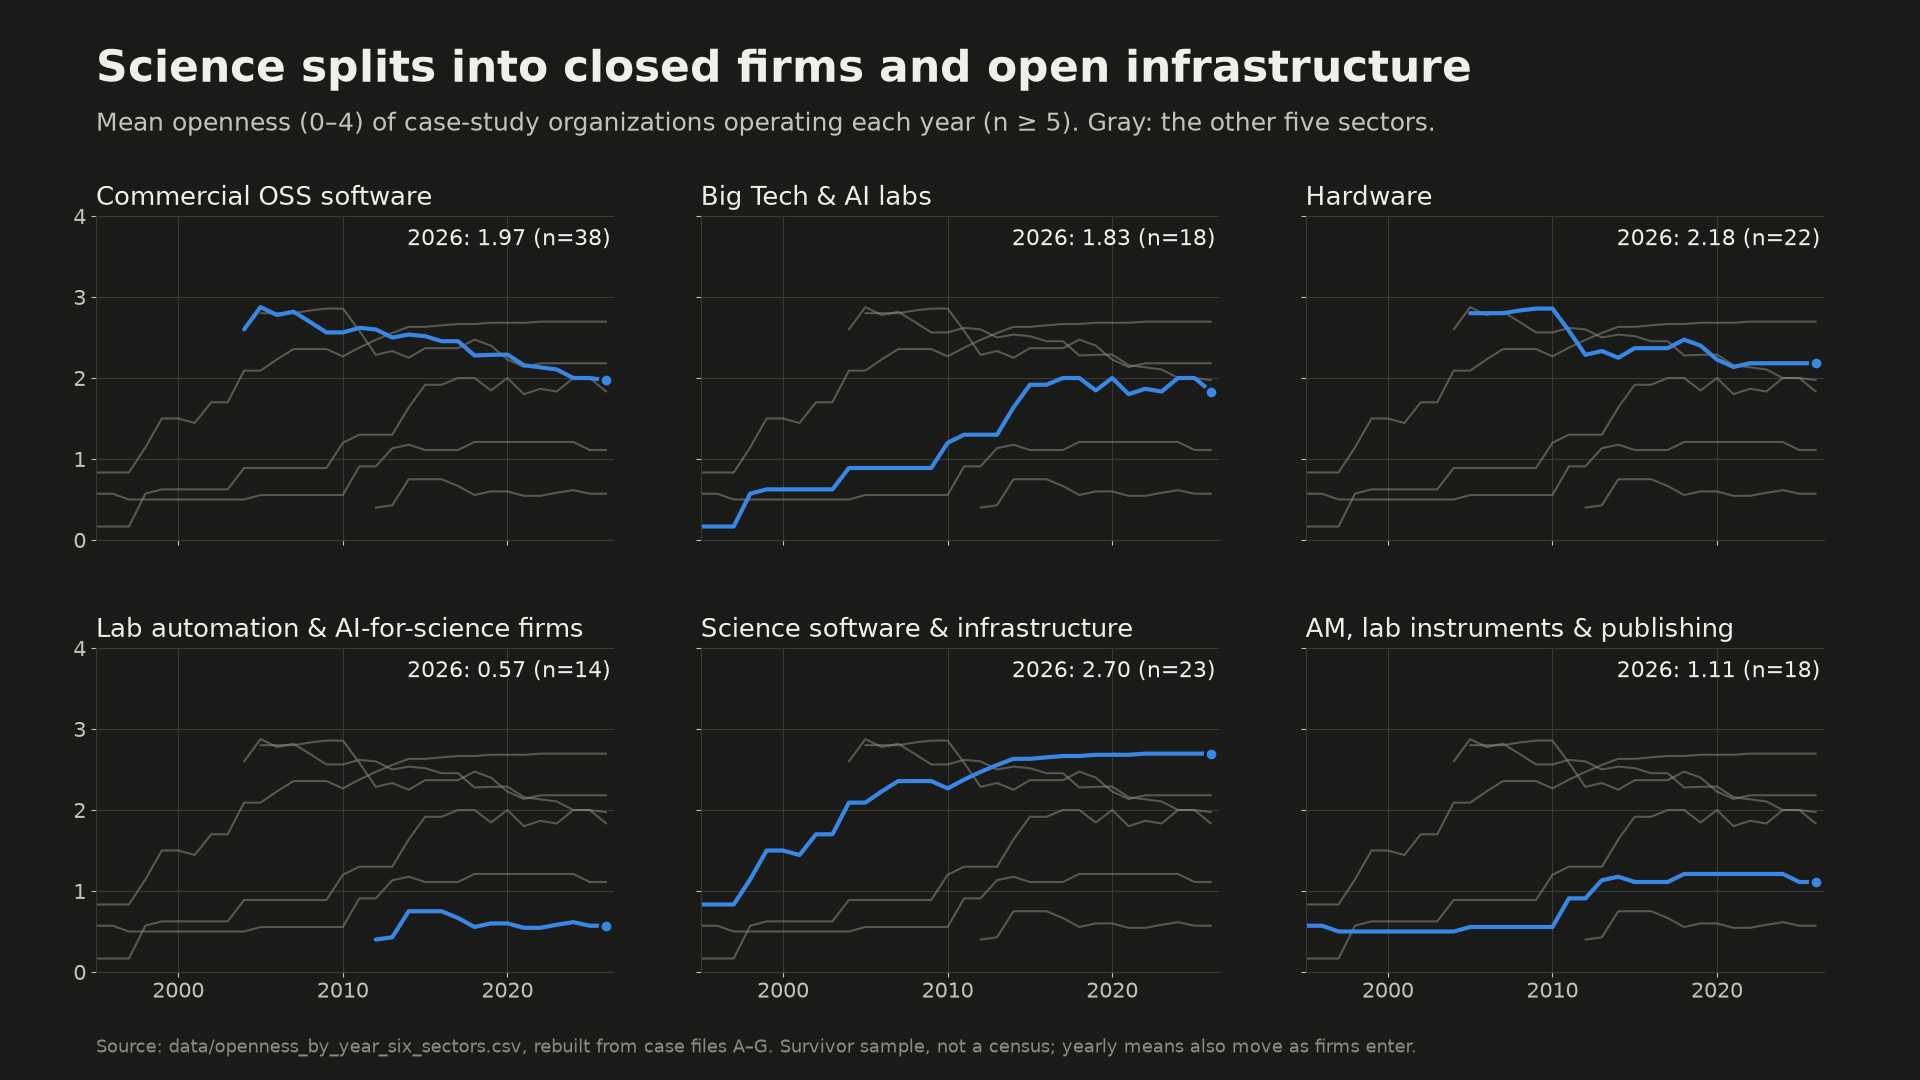 Science splits into closed firms and open infrastructure
Mean openness (0–4) of case-study organizations operating each year (n ≥ 5). Gray: the other five sectors.
Commercial OSS software
2026: 1.97 (n=38)
4
3
2
1
0
Big Tech & AI labs
2026: 1.83 (n=18)
Hardware
2026: 2.18 (n=22)
Lab automation & AI-for-science firms
2026: 0.57 (n=14)
4
3
2
1
0
2000 2010 2020
Science software & infrastructure
2026: 2.70 (n=23)
2000 2010 2020
AM, lab instruments & publishing
2026: 1.11 (n=18)
2000 2010 2020
Source: data/openness_by_year_six_sectors.csv, rebuilt from case files A–G. Survivor sample, not a census; yearly means also move as firms enter.